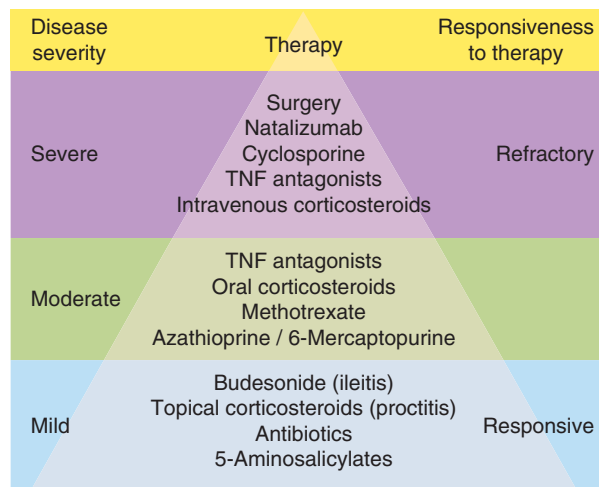 Disease
severity
Therapy
Responsiveness
to therapy
Severe
Surgery
Natalizumab
Cyclosporine
TNF antagonists
Intravenous corticosteroids
Refractory
Moderate
TNF antagonists
Oral corticosteroids
Methotrexate
Azathioprine / 6-Mercaptopurine
Mild
Budesonide (ileitis)
Topical corticosteroids (proctitis)
Antibiotics
5-Aminosalicylates
Responsive